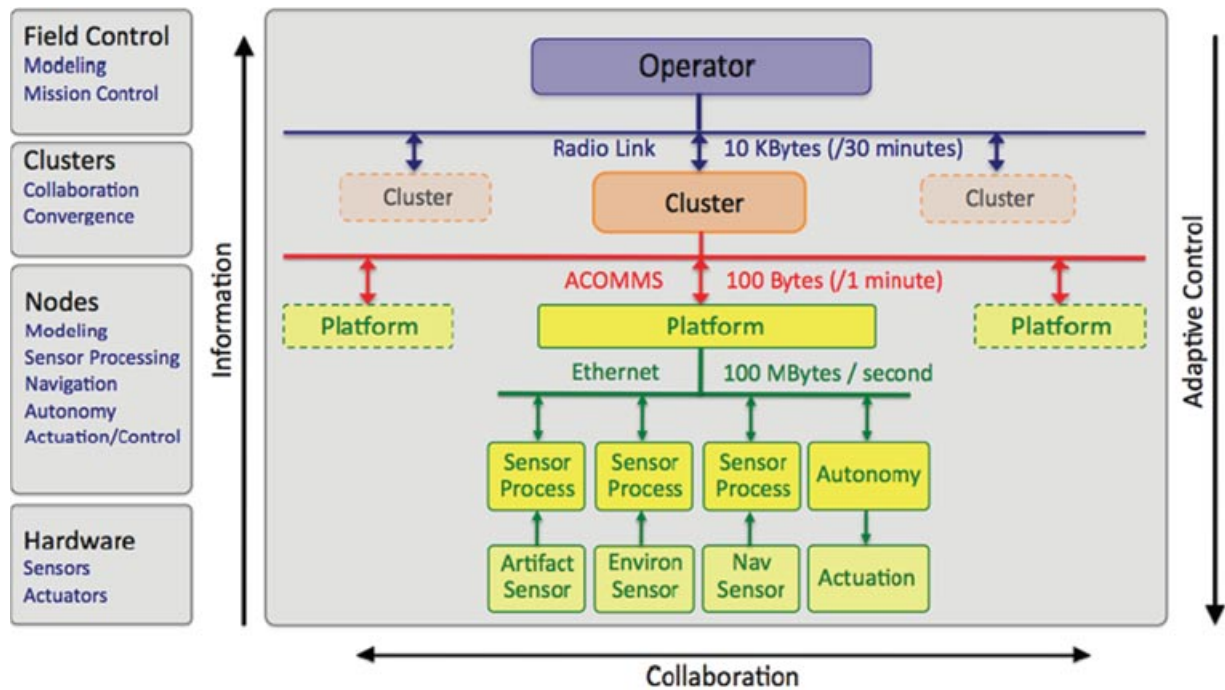 Field Control
Modeling
Mission Control
Clusters
Collaboration
Convergence
Nodes
Modeling
Sensor Processing
Navigation
Autonomy
Actuation/Control
Hardware
Sensors
Actuators
Information
Operator
Radio Link 10 KBytes (/30 minutes)
Cluster
Cluster
Cluster
ACOMMS 100 Bytes (/1 minute)
Platform
Platform
Platform
Ethernet 100 MBytes / second
Sensor
Process
Sensor
Process
Sensor
Process
Autonomy
Artifact
Sensor
Environ
Sensor
Nav
Sensor
Actuation
Adaptive Control
Collaboration